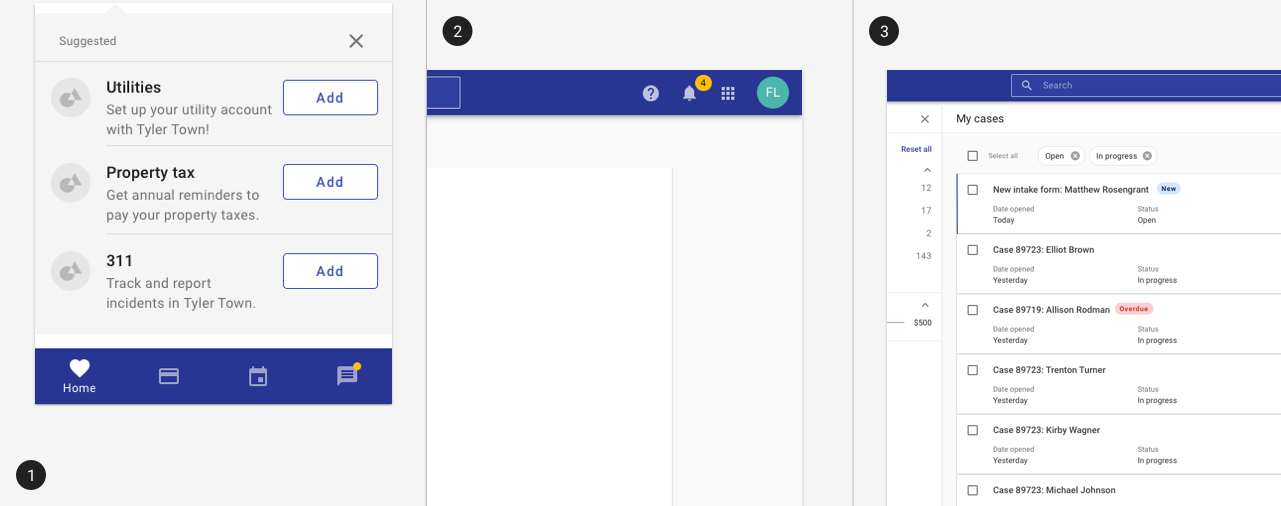 Suggested
Utilities
Set up your utility account
with Tyler Town!
Add
Property tax
Get annual reminders to
pay your property taxes.
Add
311
Track and report
incidents in Tyler Town.
Add
Home
1
2
4
FL
3
Search
My cases
Reset all
Select all
Open
In progress
12
17
2
143
$500
New intake form: Matthew Rosengrant New
Date opened Status
Today Open
Case 89723: Elliot Brown
Date opened Status
Yesterday In progress
Case 89719: Allison Rodman Overdue
Date opened Status
Yesterday In progress
Case 89723: Trenton Turner
Date opened Status
Yesterday In progress
Case 89723: Kirby Wagner
Date opened Status
Yesterday In progress
Case 89723: Michael Johnson